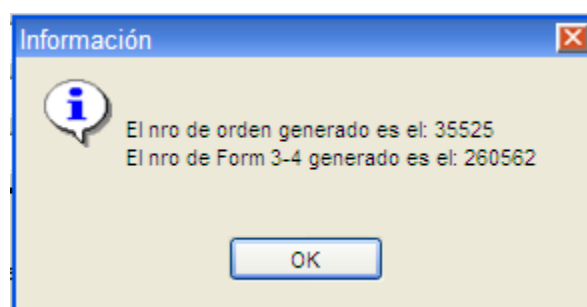 Información
El nro de orden generado es el: 35525
El nro de Form 3-4 generado es el: 260562
OK